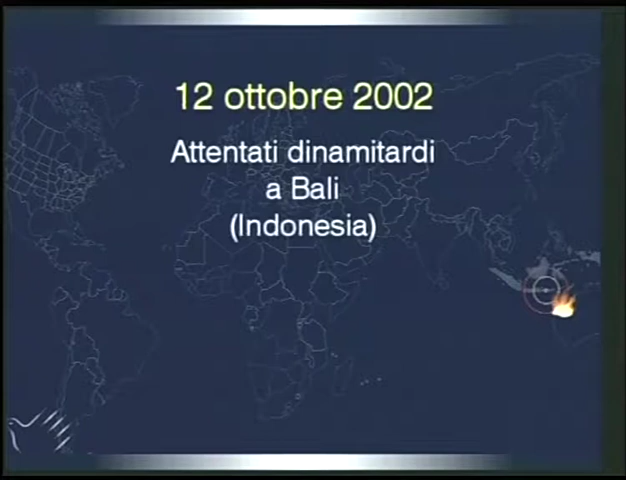 12 ottobre 2002
Attentati dinamitardi
a Bali
(Indonesia)